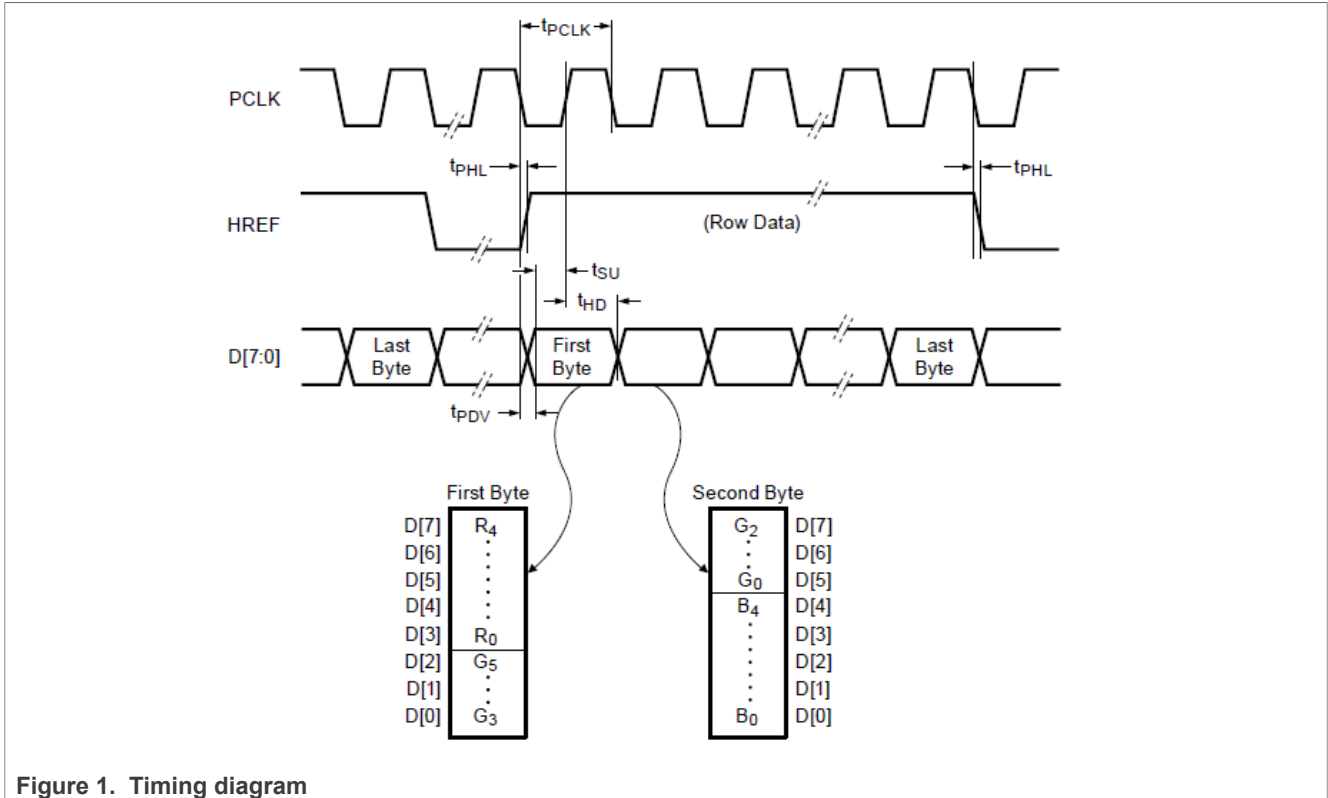 tPCLK
PCLK
tPHL
tPHL
HREF
(Row Data)
tSU
tHD
D[7:0]
Last
Byte
First
Byte
Last
Byte
tPDV
First Byte
Second Byte
D[7] R4
D[6]
D[5]
D[4]
D[3] R0
D[2] G5
D[1]
D[0] G3
G2 D[7]
D[6]
G0 D[5]
B4 D[4]
D[3]
D[2]
D[1]
B0 D[0]
Figure 1. Timing diagram